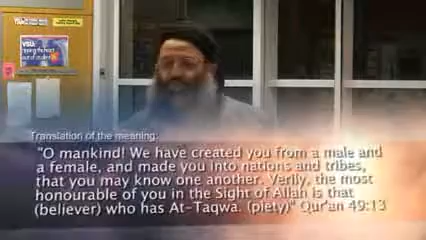 VSU:
Translation of the meaning:
"O mankind! We have created you from a male and
a female, and made you into nations and tribes,
that you may know one another. Verily, the most
honourable of you in the Sight of Allah is that
(believer) who has At-Taqwa. (piety)" Qur'an 49:13